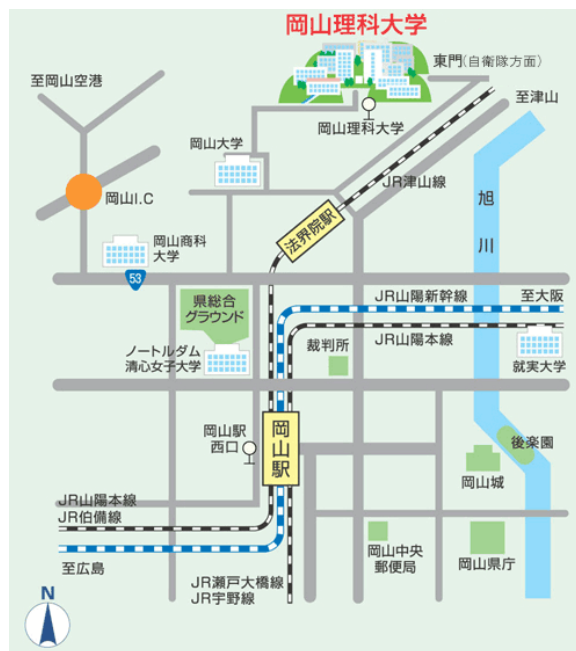 岡山理科大学
東門(自衛隊方面)
至岡山空港
至津山
岡山理科大学
岡山大学
JR津山線
岡山I.C
旭川
法界院駅
岡山商科
大学
53
県総合
グラウンド
JR山陽新幹線
至大阪
JR山陽本線
裁判所
ノートルダム
清心女子大学
就実大学
岡山駅
西口
岡山駅
後楽園
岡山城
JR山陽本線
JR伯備線
至広島
岡山中央
郵便局
岡山県庁
JR瀬戸大橋線
JR宇野線
N